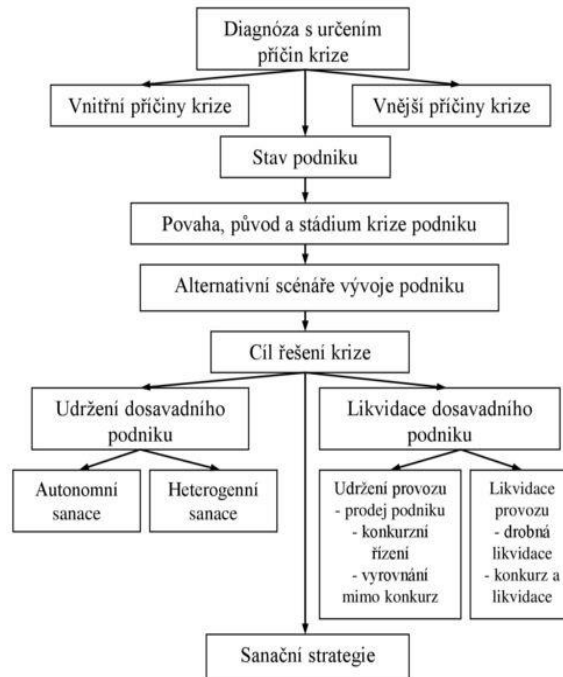 Diagnóza s určením
příčin krize
Vnitřní příčiny krize
Vnější příčiny krize
Stav podniku
Povaha, původ a stádium krize podniku
Alternativní scénáře vývoje podniku
Cíl řešení krize
Udržení dosavadního
podniku
Likvidace dosavadního
podniku
Autonomní
sanace
Heterogenní
sanace
Udržení provozu
- prodej podniku
- konkurzní
řízení
- vyrovnání
mimo konkurz
Likvidace
provozu
- drobná
likvidace
- konkurz a
likvidace
Sanační strategie